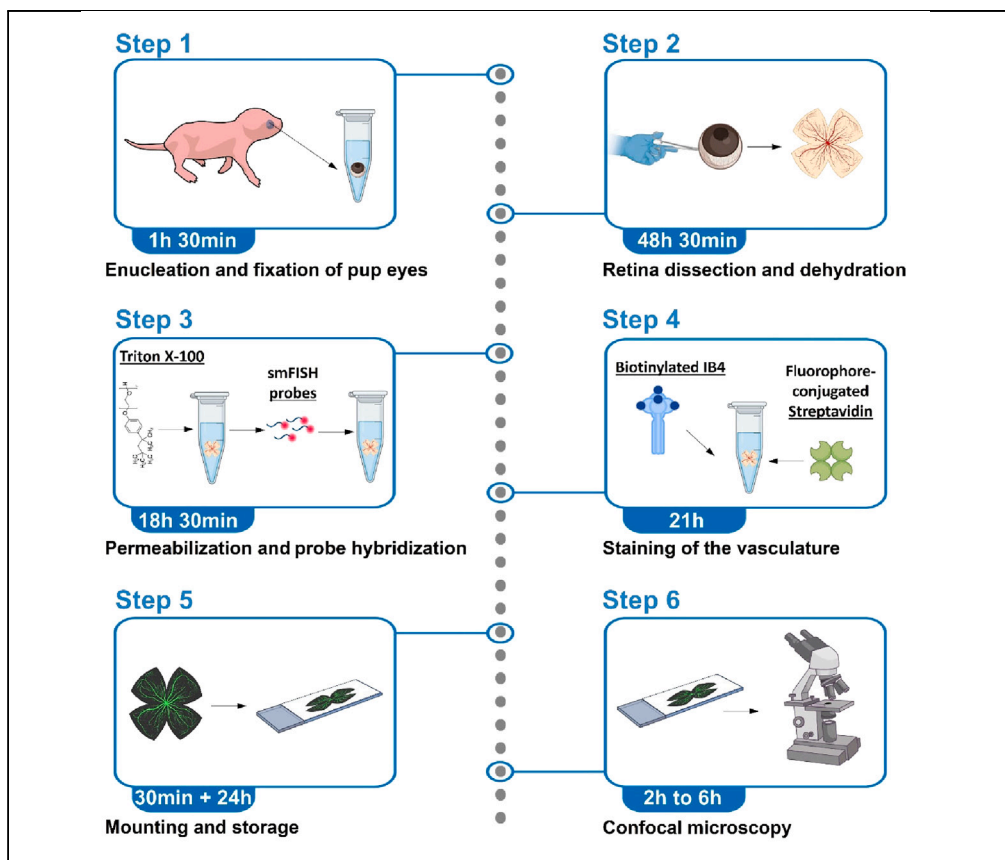 Step 1
1h 30min
Enucleation and fixation of pup eyes
Step 2
48h 30min
Retina dissection and dehydration
Step 3
Triton X-100
smFISH
probes
18h 30min
Permeabilization and probe hybridization
Step 4
Biotinylated IB4
Fluorophore-
conjugated
Streptavidin
21h
Staining of the vasculature
Step 5
30min + 24h
Mounting and storage
Step 6
2h to 6h
Confocal microscopy